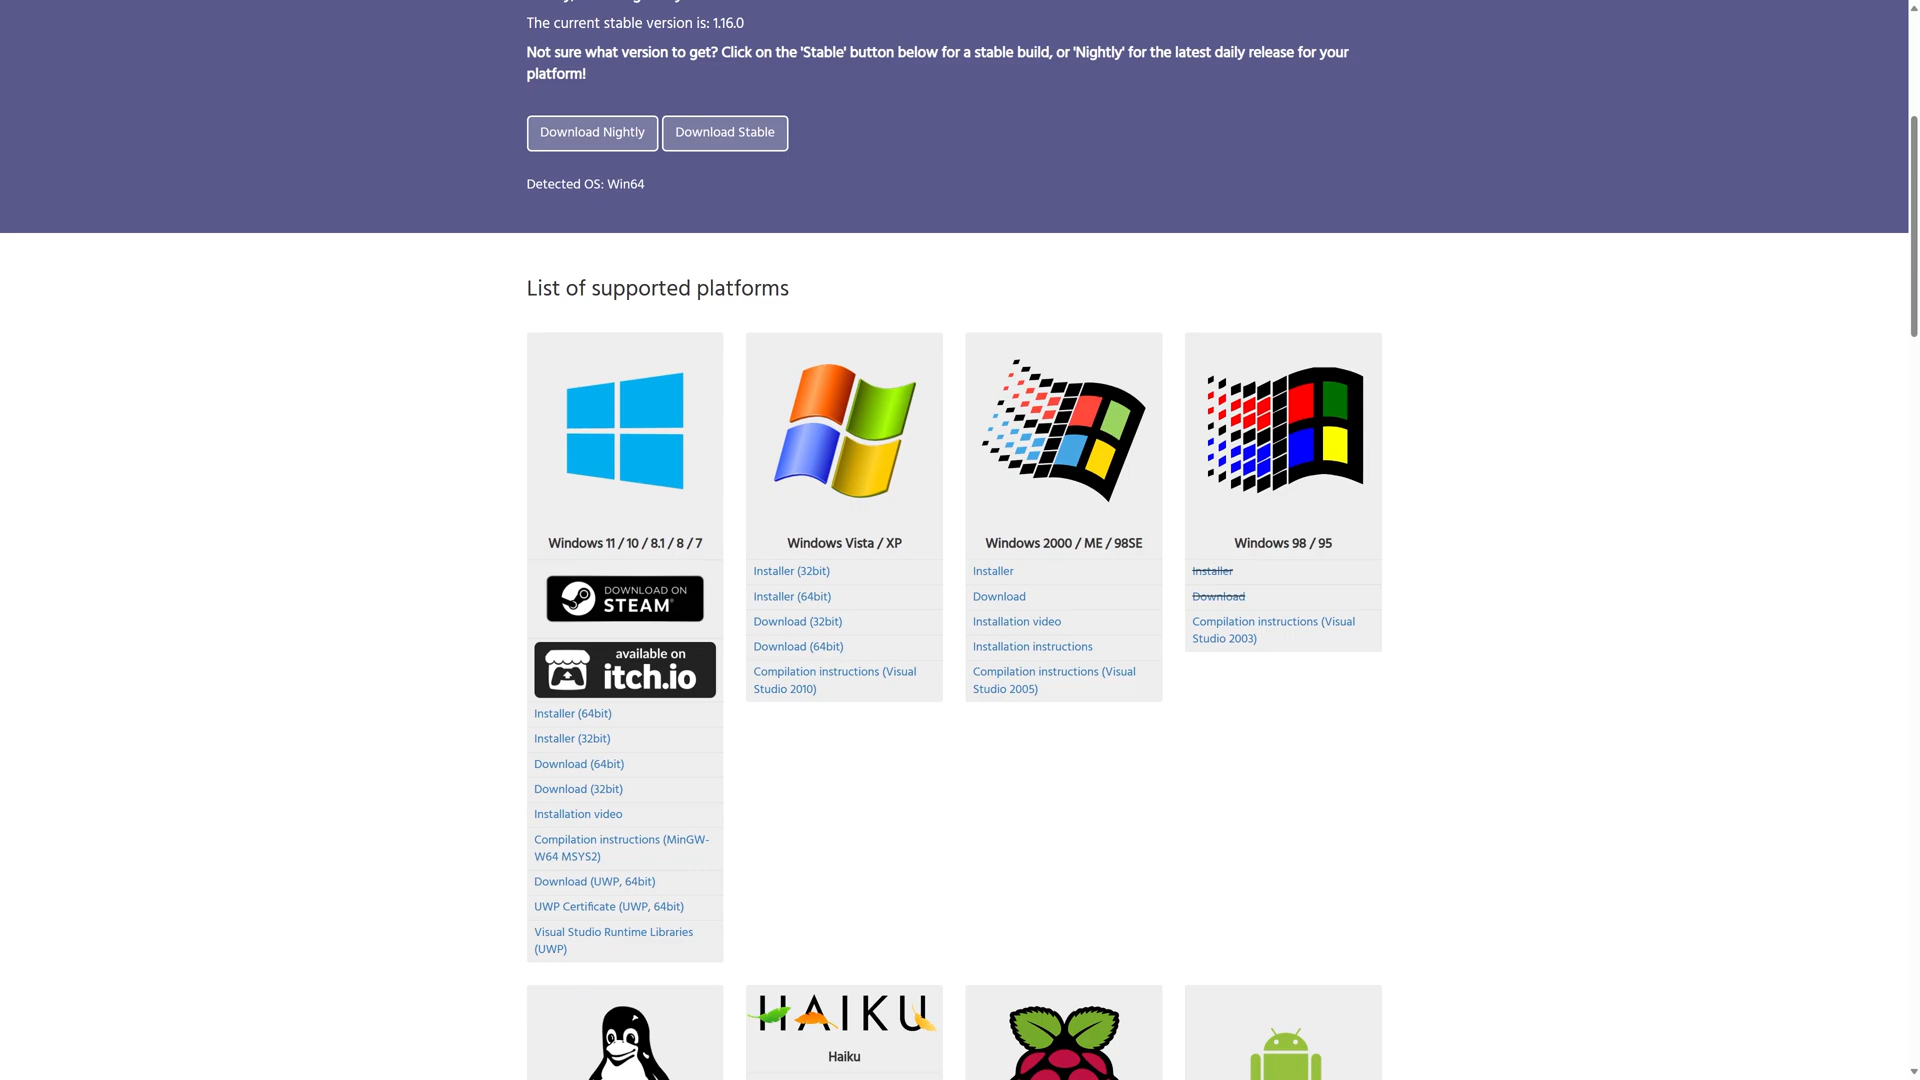 The current stable version is: 1.16.0
Not sure what version to get? Click on the 'Stable' button below for a stable build, or 'Nightly' for the latest daily release for your
platform!
Download Nightly
Download Stable
Detected OS: Win64
List of supported platforms
Windows 11 / 10 / 8.1 / 8 / 7
DOWNLOAD ON
STEAM®
available on
itch.io
Installer (64bit)
Installer (32bit)
Download (64bit)
Download (32bit)
Installation video
Compilation instructions (MinGW-
W64 MSYS2)
Download (UWP, 64bit)
UWP Certificate (UWP, 64bit)
Visual Studio Runtime Libraries
(UWP)
Windows Vista / XP
Installer (32bit)
Installer (64bit)
Download (32bit)
Download (64bit)
Compilation instructions (Visual
Studio 2010)
Windows 2000 / ME / 98SE
Installer
Download
Installation video
Installation instructions
Compilation instructions (Visual
Studio 2005)
Windows 98 / 95
Installer
Download
Compilation instructions (Visual
Studio 2003)
HAIKU
Haiku